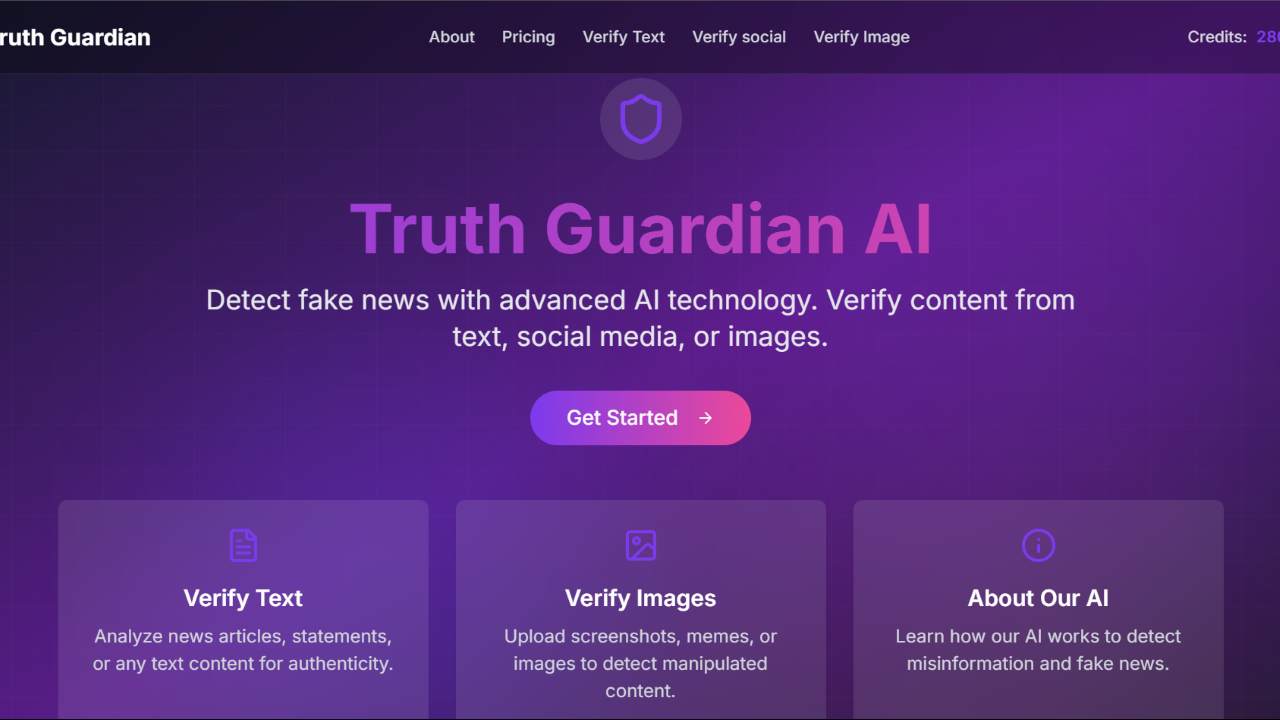 ruth Guardian
About
Pricing
Verify Text
Verify social
Verify Image
Credits:
Truth Guardian AI
Detect fake news with advanced AI technology. Verify content from
text, social media, or images.
Get Started
Verify Text
Analyze news articles, statements,
or any text content for authenticity.
Verify Images
Upload screenshots, memes, or
images to detect manipulated
content.
About Our AI
Learn how our AI works to detect
misinformation and fake news.